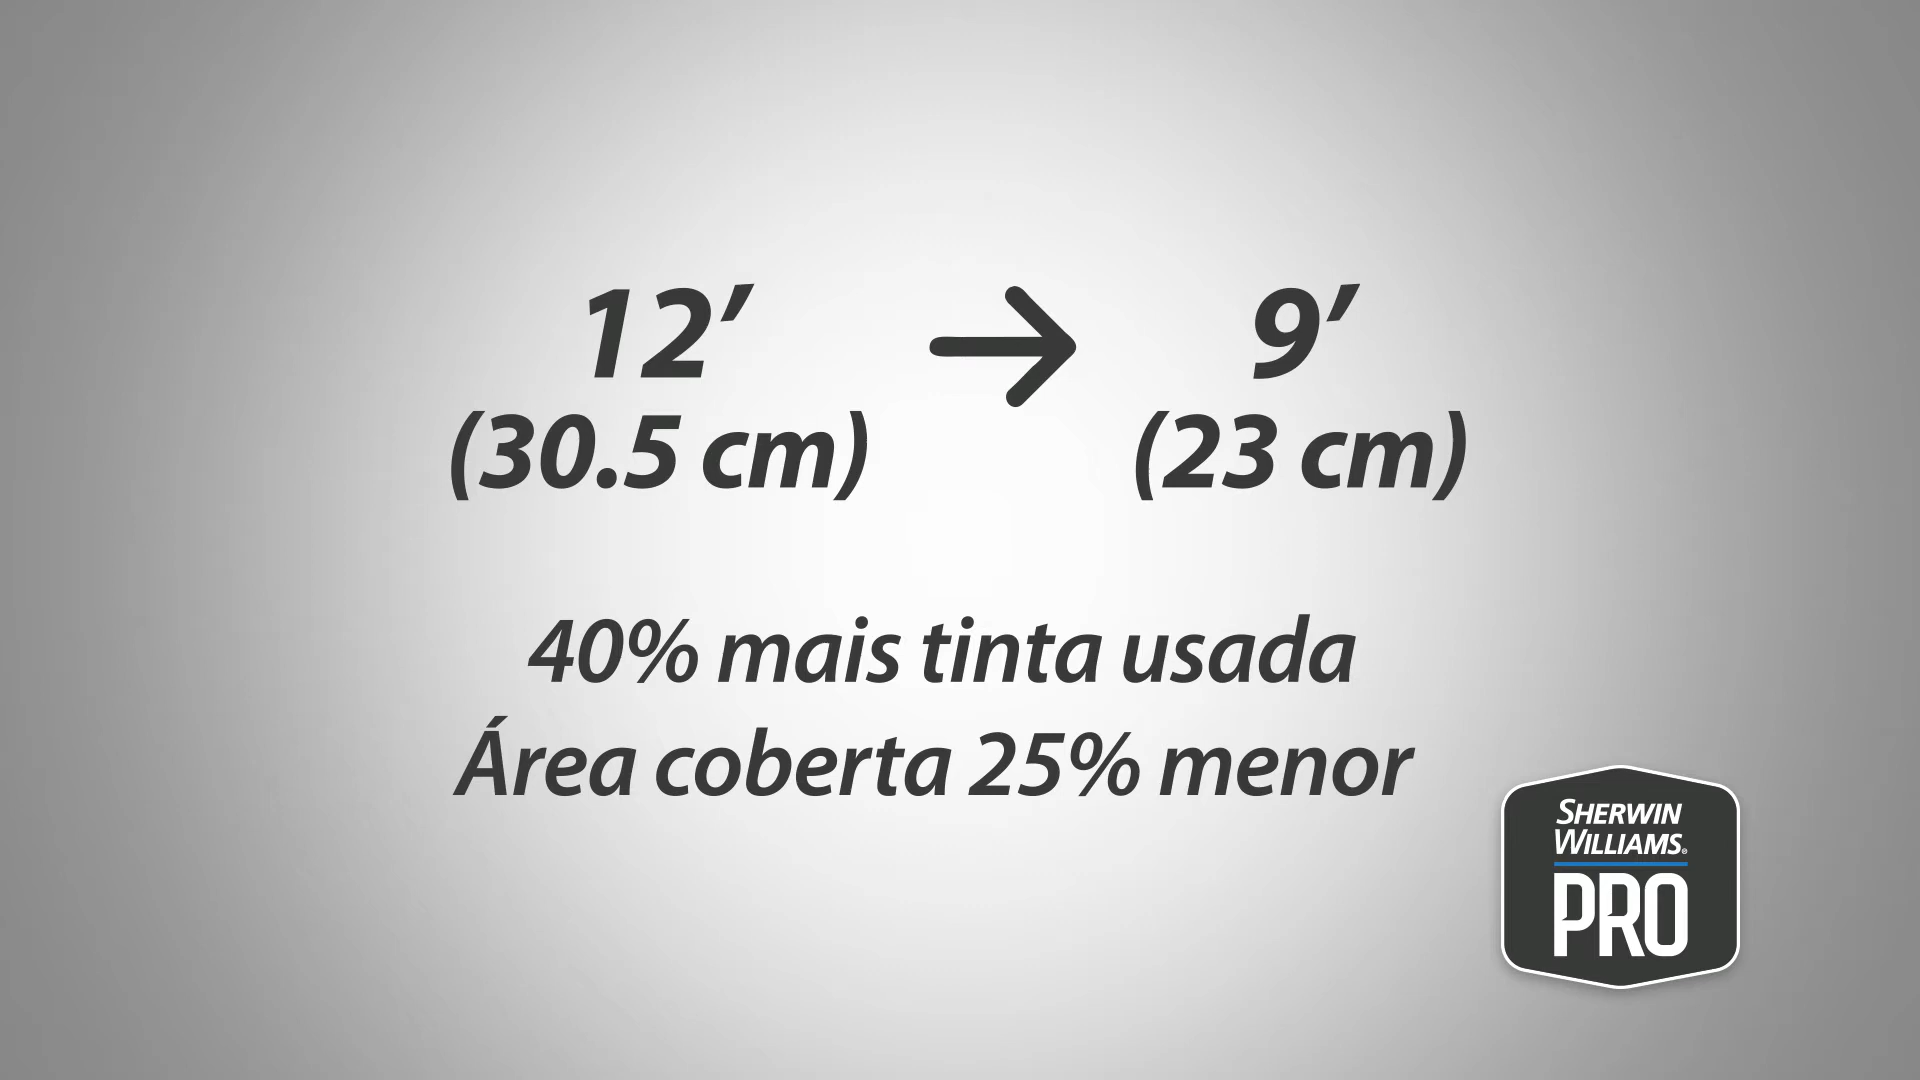 12′ → 9′
(30.5 cm) (23 cm)
40% mais tinta usada
Área coberta 25% menor
SHERWIN
WILLIAMS®
PRO